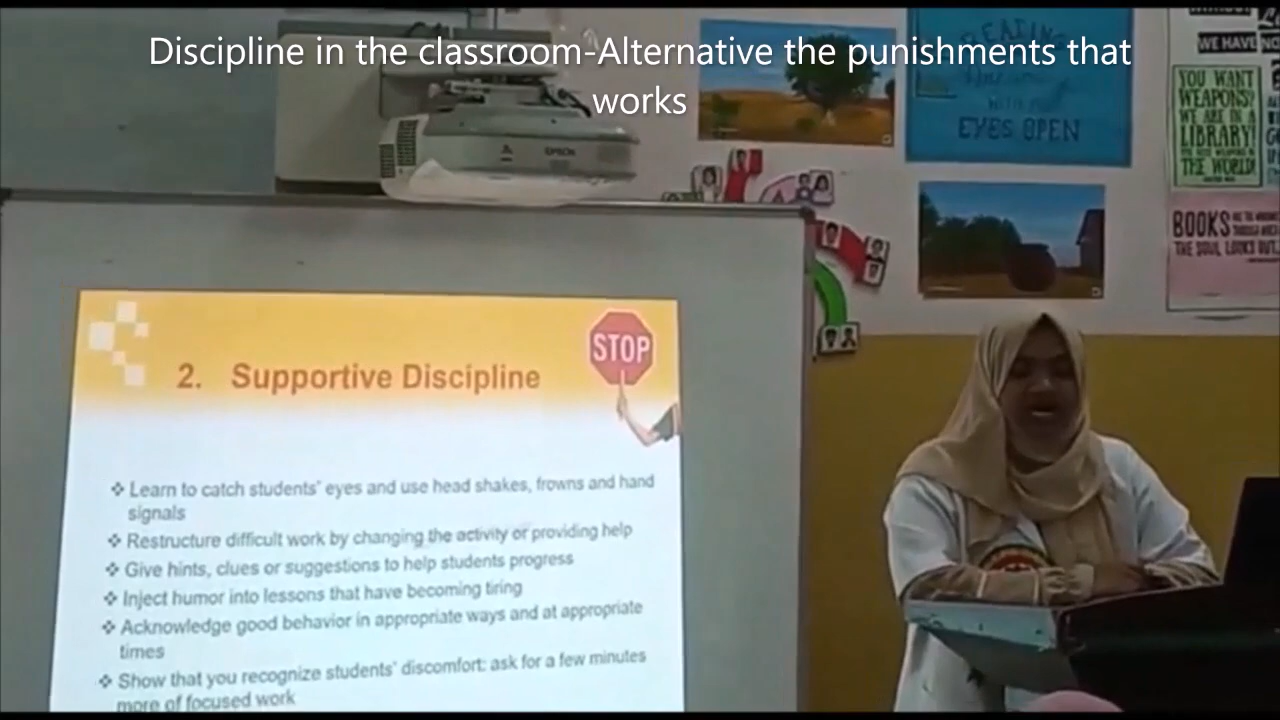 Discipline in the classroom-Alternative the punishments that
works
EPSON
READING
EYES OPEN
WE HAVE NO
YOU WANT
WEAPONS?
WE ARE IN A
LIBRARY!
THE WORLD!
BOOKS
THE SOUL LOOKS OUT.
STOP
2. Supportive Discipline
❖ Learn to catch students' eyes and use head shakes, frowns and hand
signals
❖ Restructure difficult work by changing the activity or providing help
❖ Give hints, clues or suggestions to help students progress
❖ Inject humor into lessons that have becoming tiring
❖ Acknowledge good behavior in appropriate ways and at appropriate
times
❖ Show that you recognize students' discomfort: ask for a few minutes
more of focused work